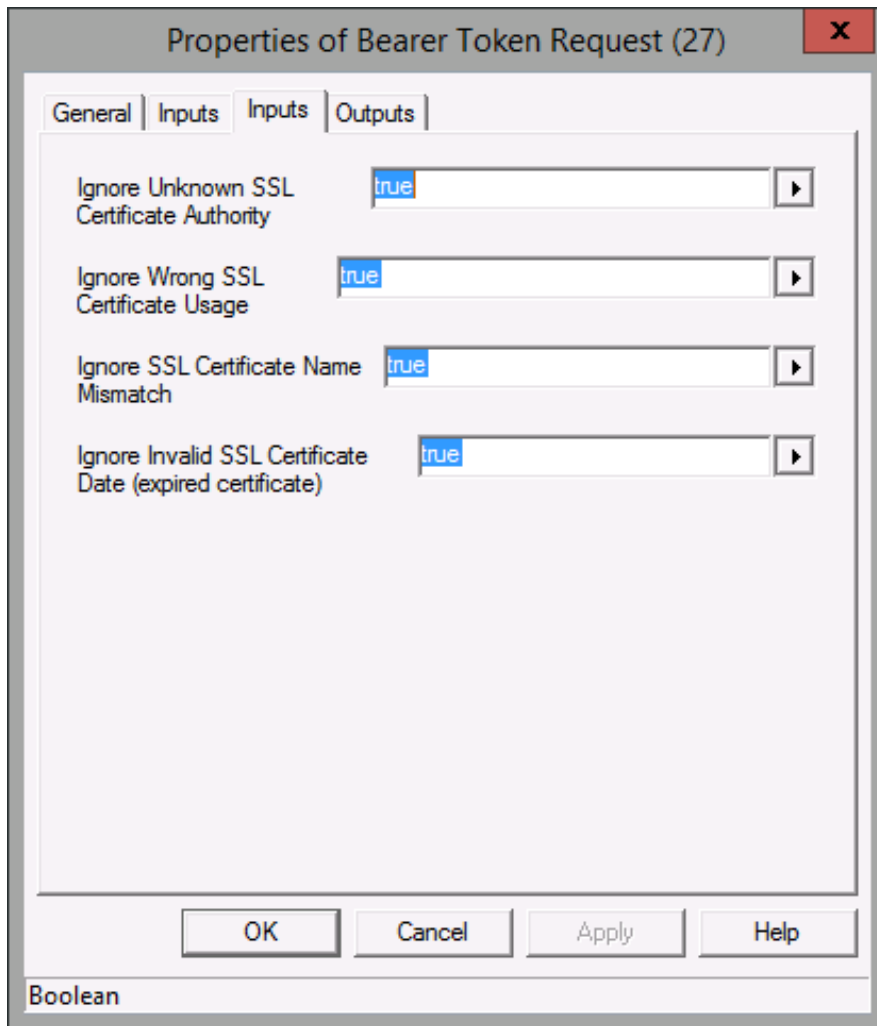 Properties of Bearer Token Request (27)
x
General Inputs Inputs Outputs
Ignore Unknown SSL true
Certificate Authority
Ignore Wrong SSL true
Certificate Usage
Ignore SSL Certificate Name true
Mismatch
Ignore Invalid SSL Certificate true
Date (expired certificate)
OK Cancel Apply Help
Boolean